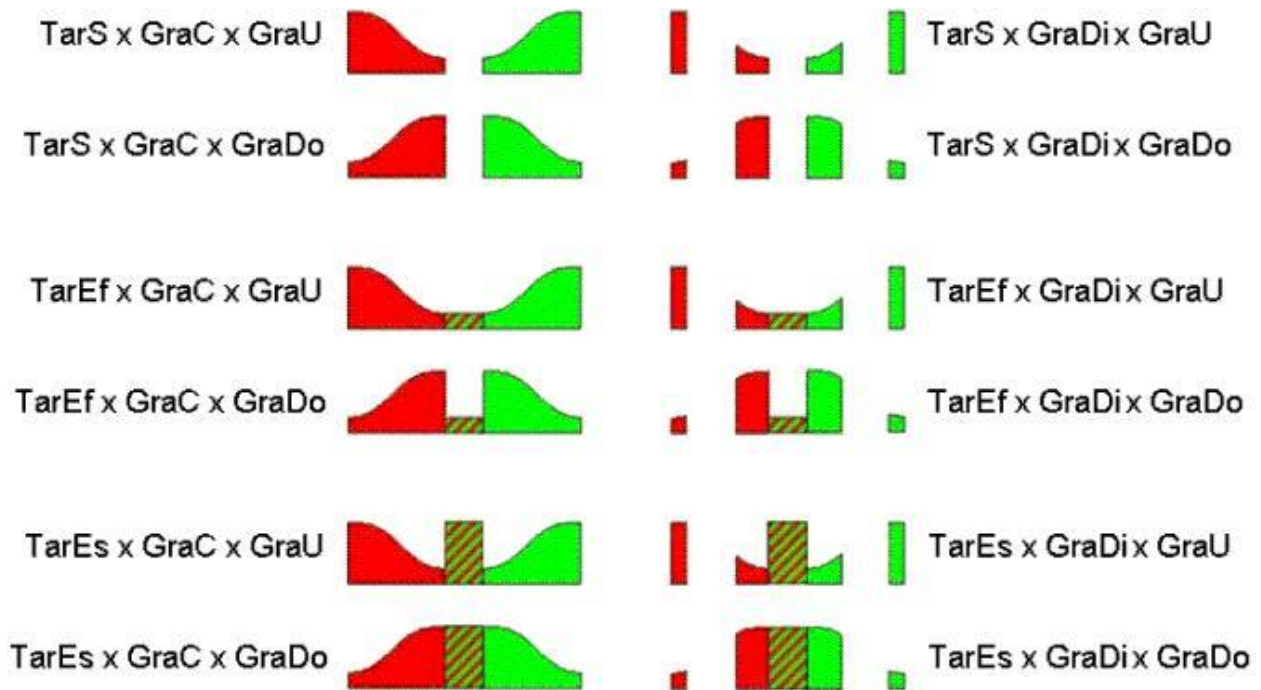 TarS x GraC x GraU
TarS x GraDi x GraU
TarS x GraC x GraDo
TarS x GraDi x GraDo
TarEf x GraC x GraU
TarEf x GraDi x GraU
TarEf x GraC x GraDo
TarEf x GraDi x GraDo
TarEs x GraC x GraU
TarEs x GraDi x GraU
TarEs x GraC x GraDo
TarEs x GraDi x GraDo